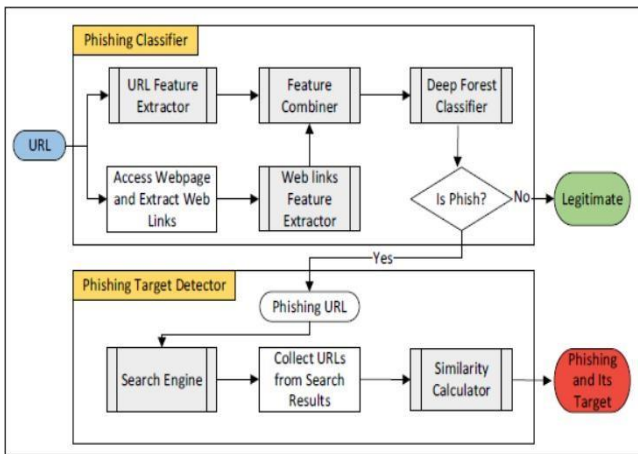 Phishing Classifier
URL Feature
Extractor
Feature
Combiner
Deep Forest
Classifier
URL
Access Webpage
and Extract Web
Links
Web links
Feature
Extractor
Is Phish?
No
Legitimate
Yes
Phishing Target Detector
Phishing URL
Search Engine
Collect URLs
from Search
Results
Similarity
Calculator
Phishing
and Its
Target